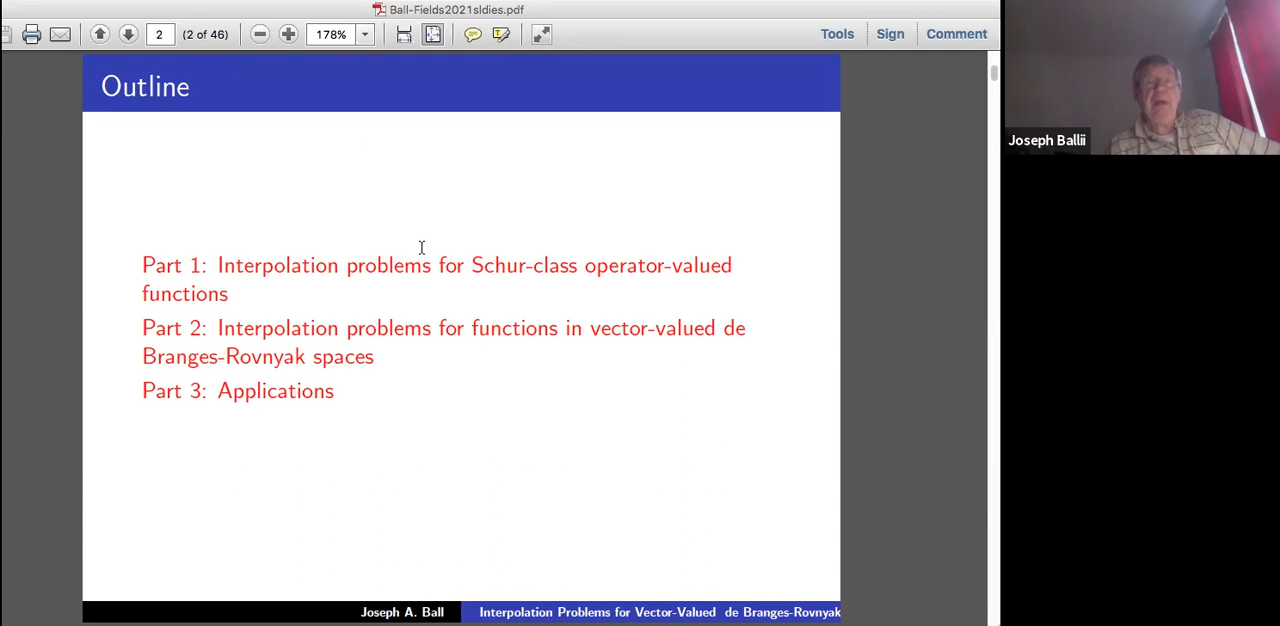 Ball-Fields2021sldies.pdf
2 (2 of 46) 178% Tools Sign Comment
Outline
Joseph Ballii
Part 1: Interpolation problems for Schur-class operator-valued
functions
Part 2: Interpolation problems for functions in vector-valued de
Branges-Rovnyak spaces
Part 3: Applications
Joseph A. Ball Interpolation Problems for Vector-Valued de Branges-Rovnyak